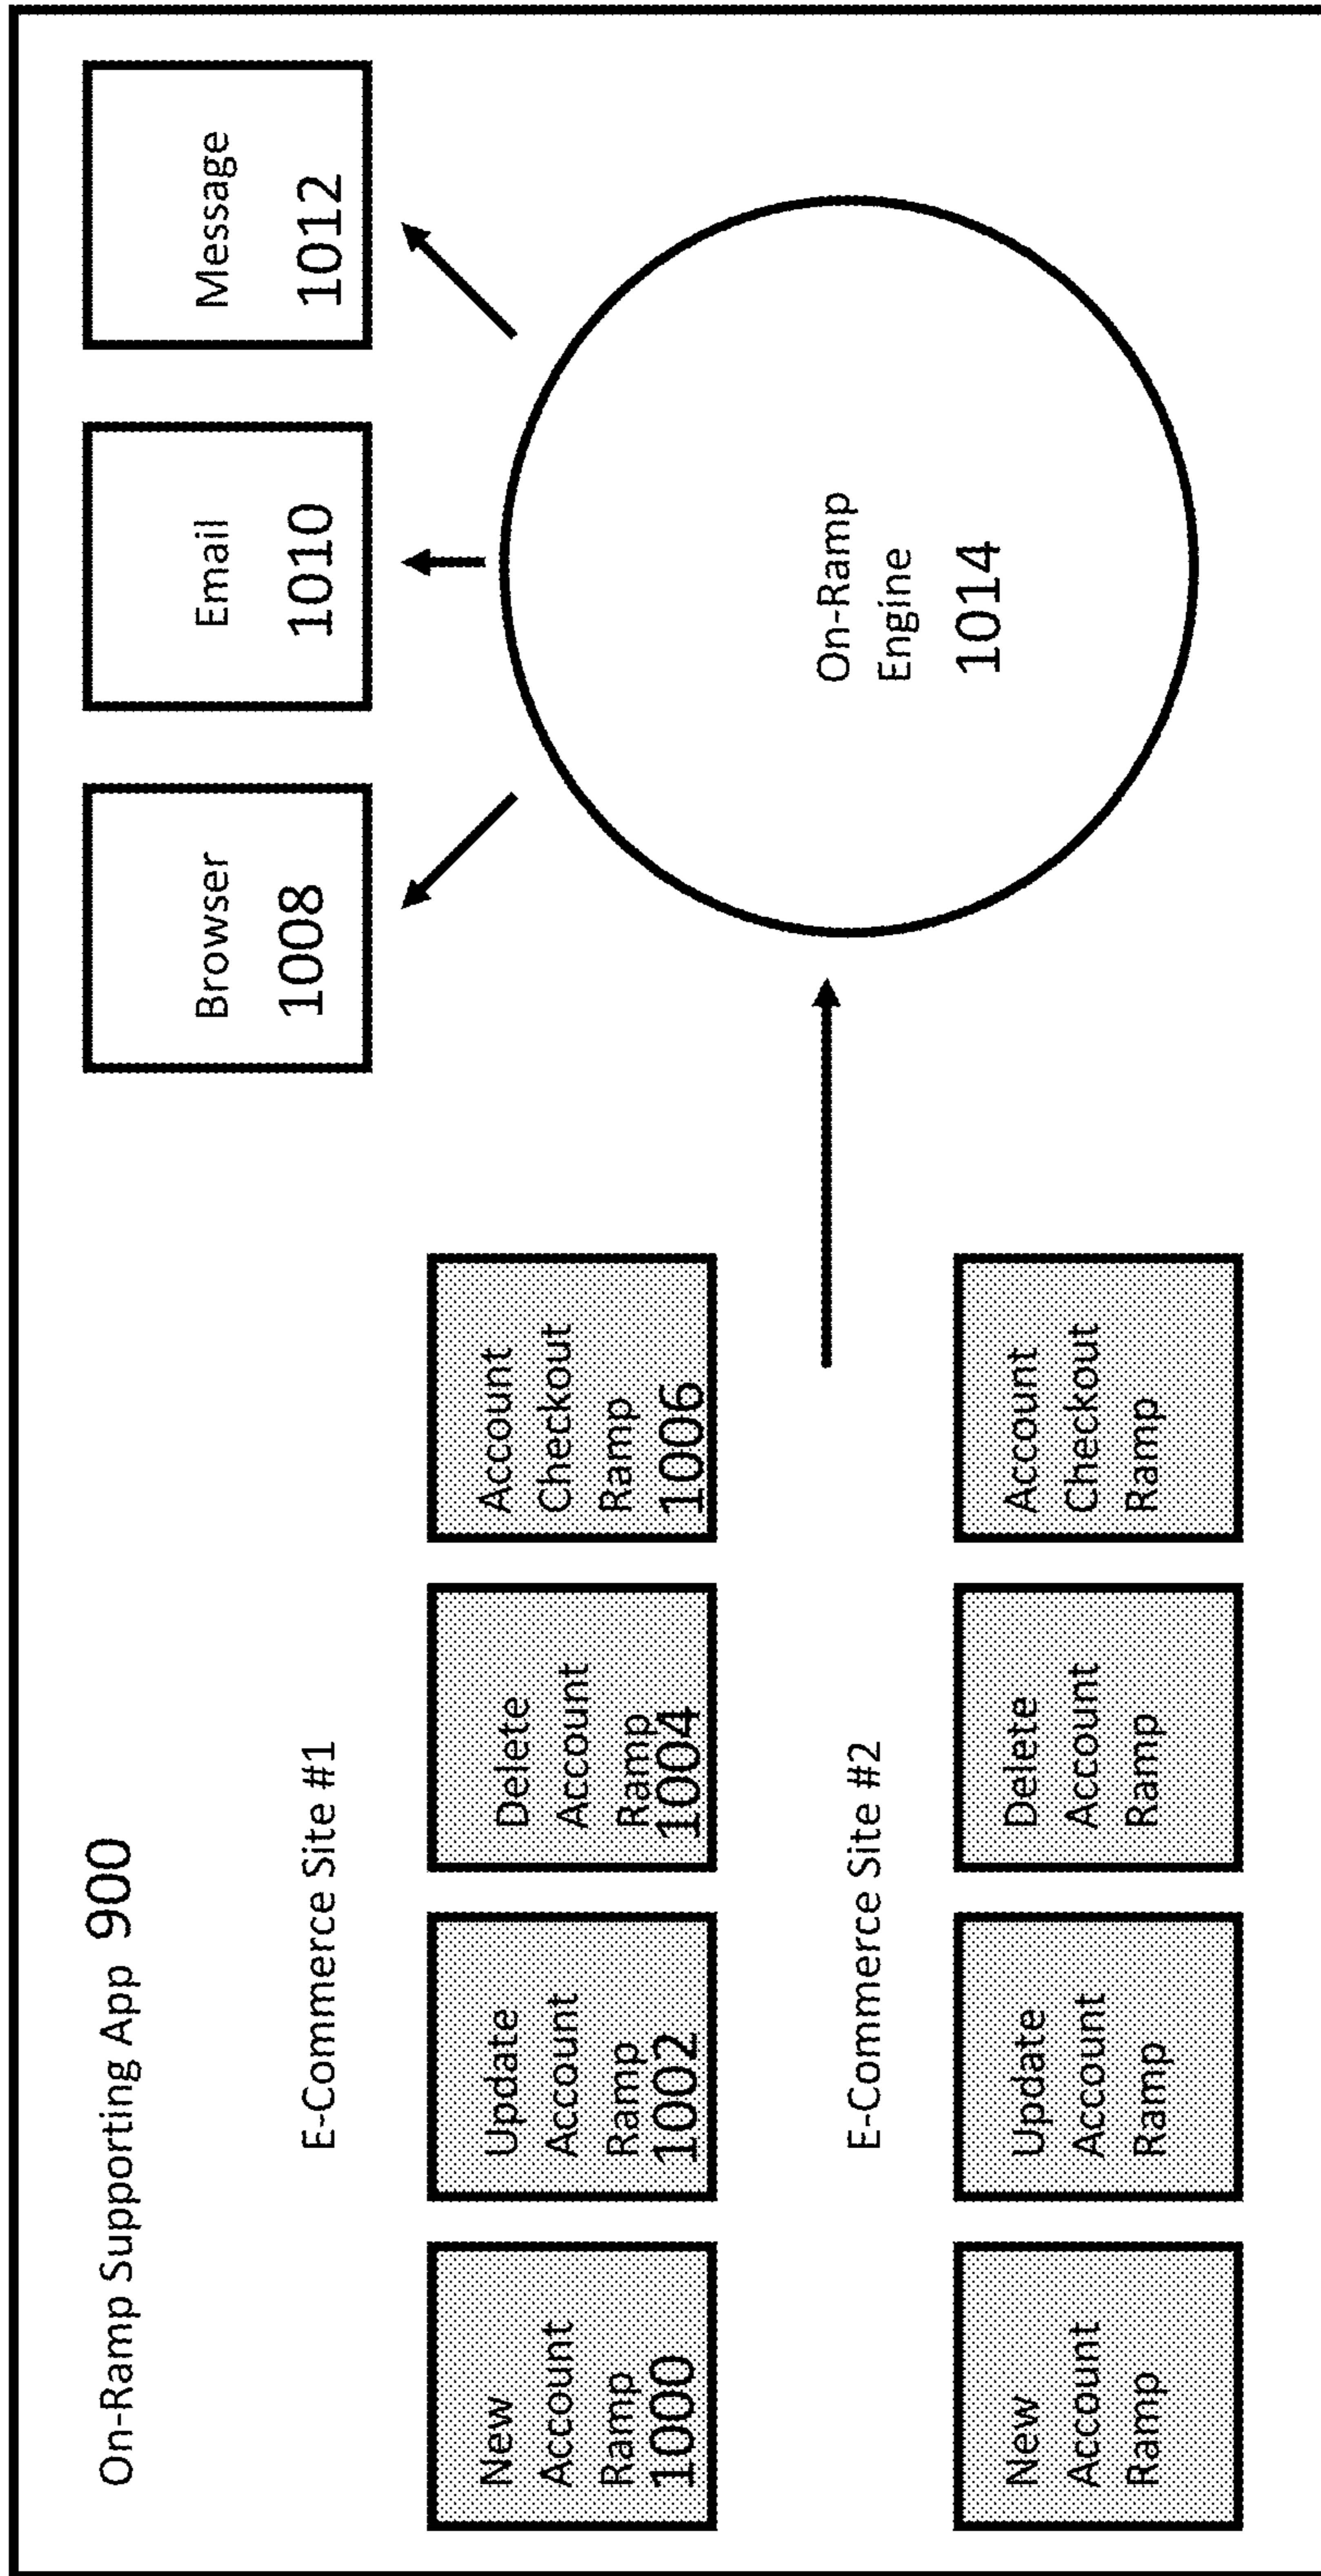 On-Ramp Supporting App 900
E-Commerce Site #1
New
Account
Ramp
1000
Update
Account
Ramp
1002
Delete
Account
Ramp
1004
Account
Checkout
Ramp
1006
E-Commerce Site #2
New
Account
Ramp
Update
Account
Ramp
Delete
Account
Ramp
Account
Checkout
Ramp
Browser
1008
Email
1010
Message
1012
On-Ramp
Engine
1014